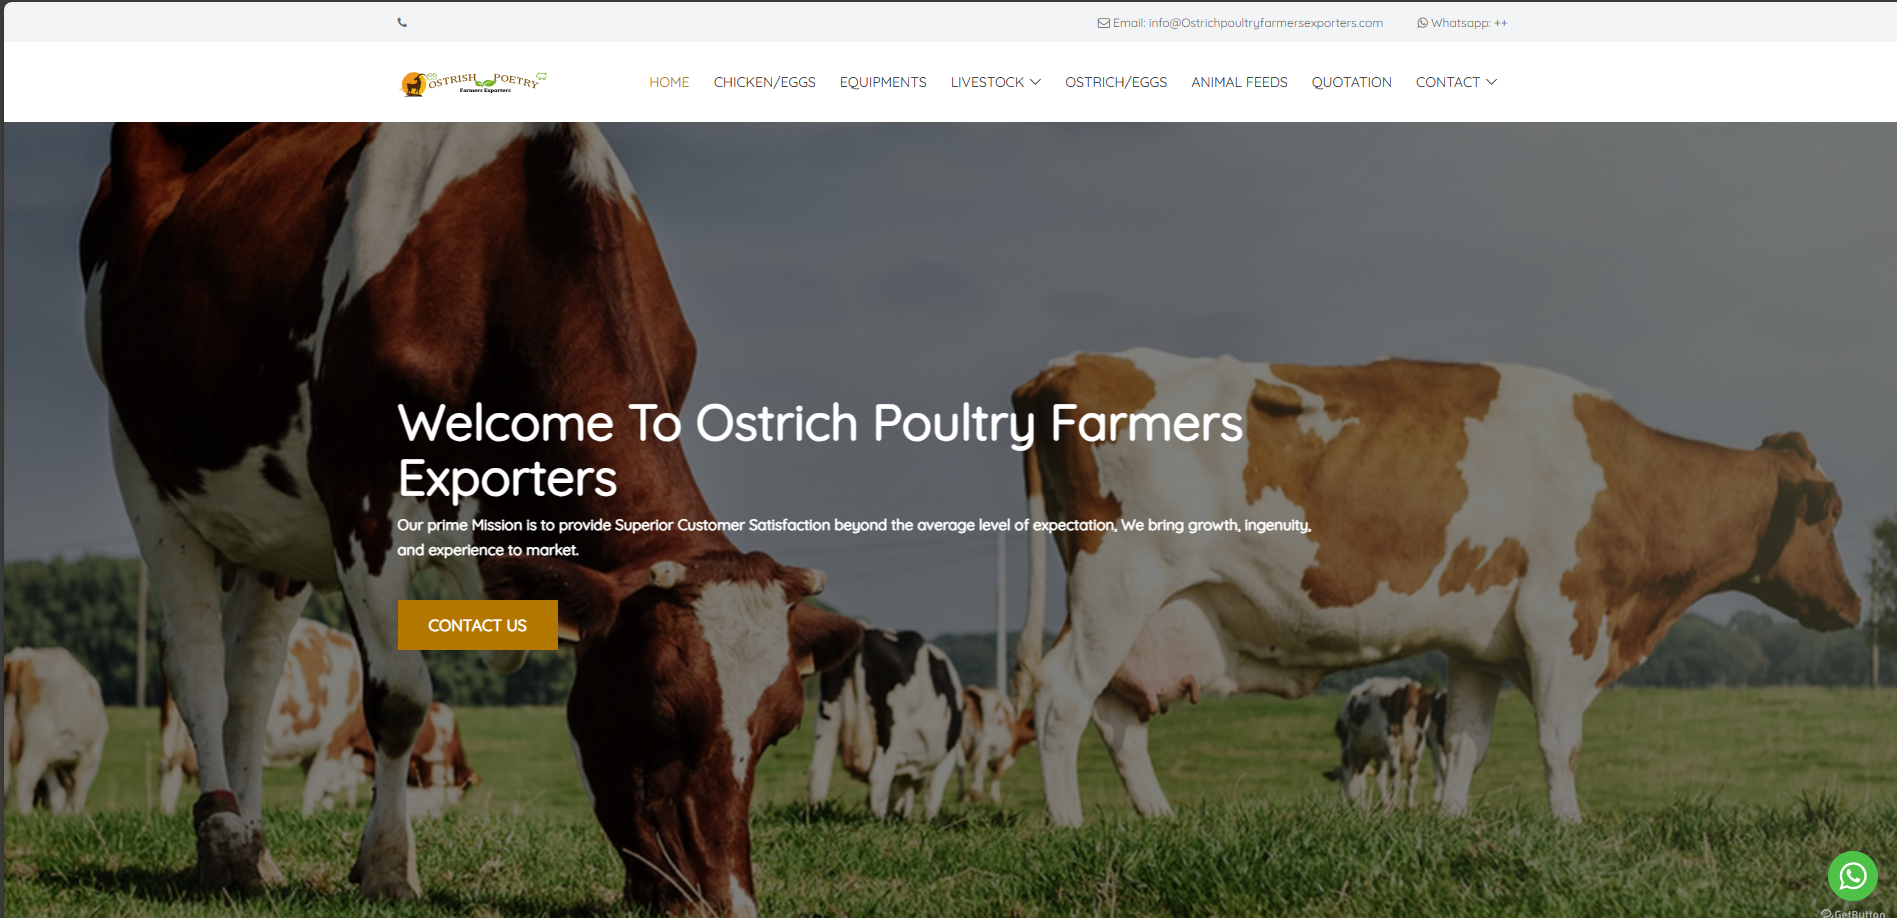 Email: info@Ostrichpoultryfarmersexporters.com
Whatsapp: ++
OSTRISH POETRY
Farmers Exporters
HOME
CHICKEN/EGGS
EQUIPMENTS
LIVESTOCK
OSTRICH/EGGS
ANIMAL FEEDS
QUOTATION
CONTACT
Welcome To Ostrich Poultry Farmers
Exporters
Our prime Mission is to provide Superior Customer Satisfaction beyond the average level of expectation, We bring growth, ingenuity,
and experience to market.
CONTACT US
GetButton